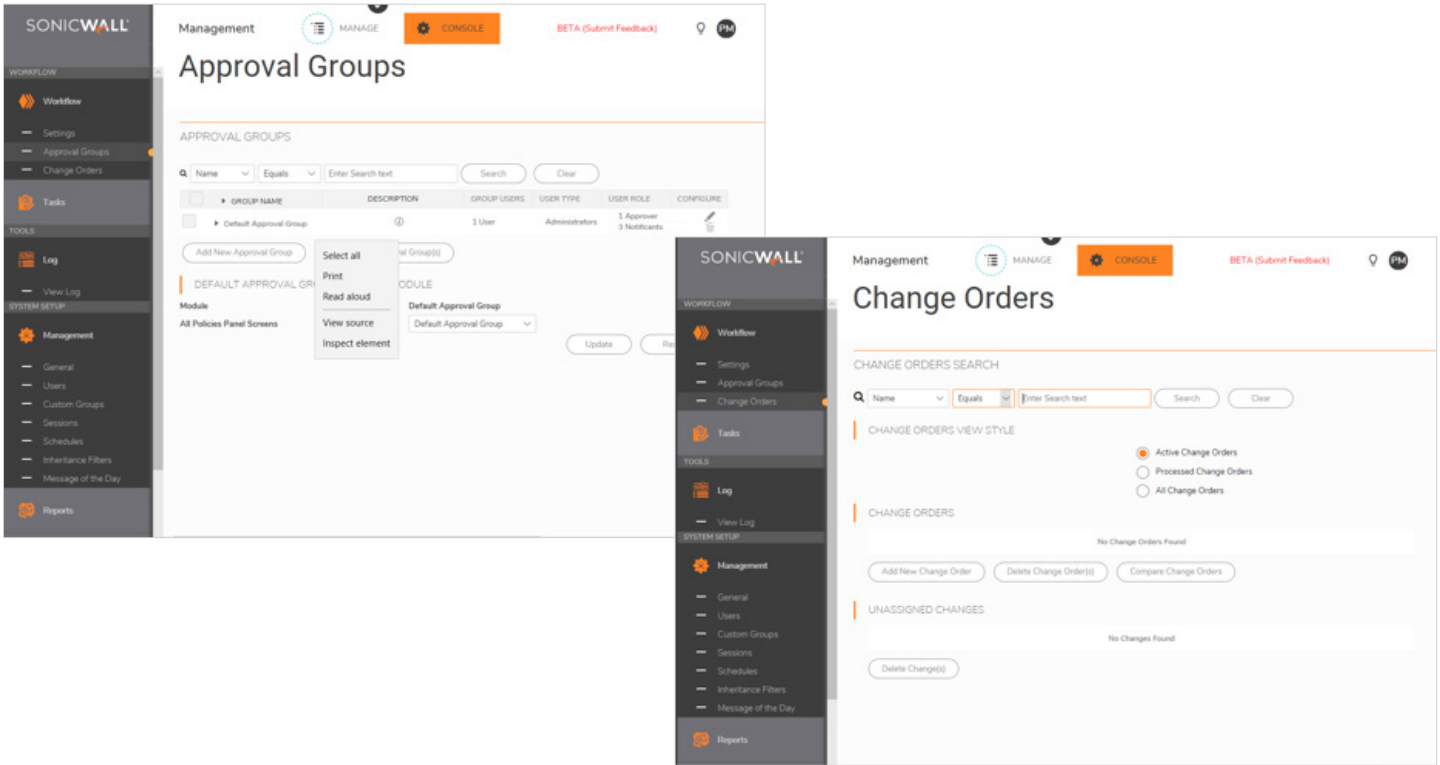 SONICWALL
Management
MANAGE
CONSOLE
BETA (Submit Feedback)
PM
Approval Groups
WORKFLOW
Workflow
Settings
Approval Groups
Change Orders
Tasks
TOOLS
Log
View Log
SYSTEM SETUP
Management
General
Users
Custom Groups
Sessions
Schedules
Inheritance Filters
Message of the Day
Reports
APPROVAL GROUPS
Name Equals Enter Search text Search Clear
GROUP NAME DESCRIPTION GROUP USERS USER TYPE USER ROLE CONFIGURE
Default Approval Group 1 User Administrators 1 Approver
3 Notificants
Add New Approval Group Group(s)
Select all
Print
Read aloud
View source
Inspect element
DEFAULT APPROVAL
Module Default Approval Group
All Policies Panel Screens Default Approval Group
Update
SONICWALL
Management
MANAGE
CONSOLE
BETA (Submit Feedback)
PM
Change Orders
WORKFLOW
Workflow
Settings
Approval Groups
Change Orders
Tasks
TOOLS
Log
View Log
SYSTEM SETUP
Management
General
Users
Custom Groups
Sessions
Schedules
Inheritance Filters
Message of the Day
Reports
CHANGE ORDERS SEARCH
Name Equals Enter Search text Search Clear
CHANGE ORDERS VIEW STYLE
Active Change Orders
Processed Change Orders
All Change Orders
CHANGE ORDERS
No Change Orders Found
Add New Change Order Delete Change Order(s) Compare Change Orders
UNASSIGNED CHANGES
No Changes Found
Delete Change(s)